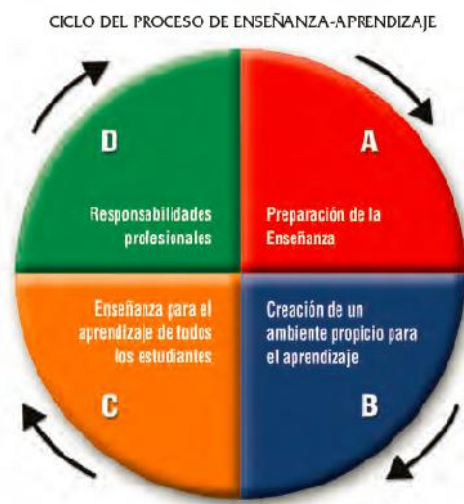 CICLO DEL PROCESO DE ENSEÑANZA-APRENDIZAJE
D
Responsabilidades
profesionales
A
Preparación de la
Enseñanza
Enseñanza para el
aprendizaje de todos
los estudiantes
C
Creación de un
ambiente propicio para
el aprendizaje
B